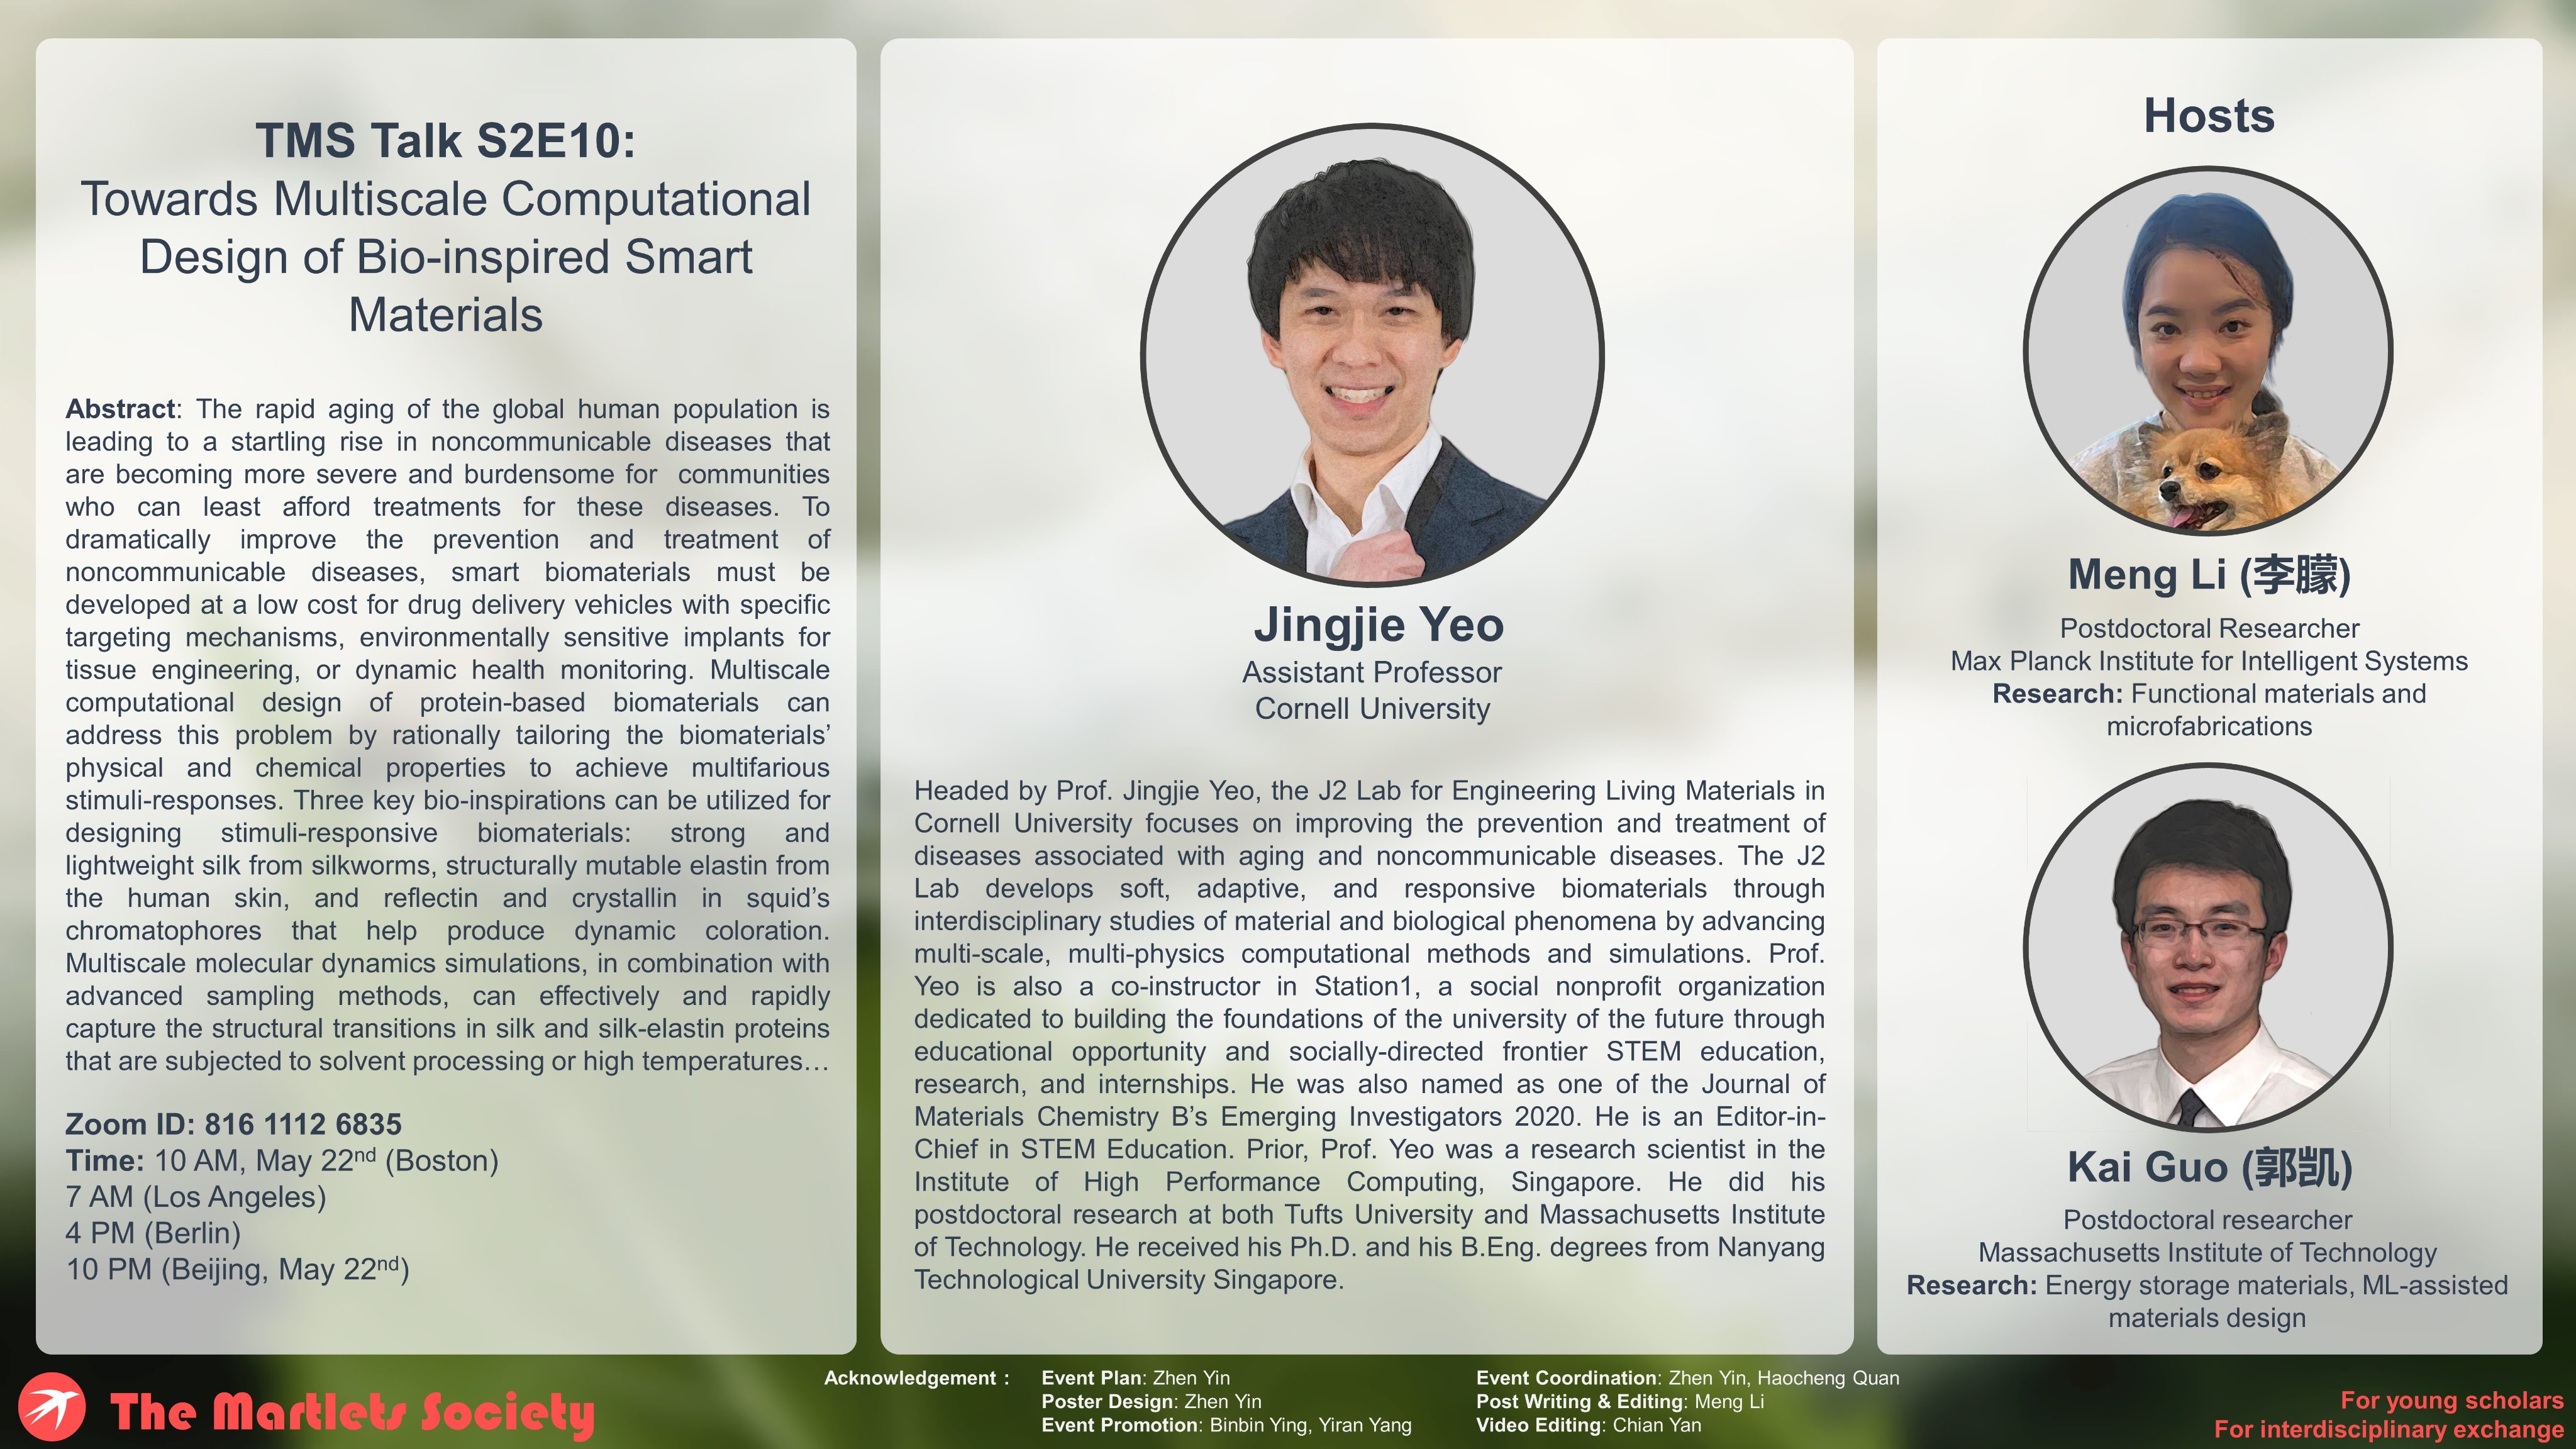 TMS Talk S2E10:
Towards Multiscale Computational
Design of Bio-inspired Smart
Materials
Abstract: The rapid aging of the global human population is
leading to a startling rise in noncommunicable diseases that
are becoming more severe and burdensome for communities
who can least afford treatments for these diseases. To
dramatically improve the prevention and treatment of
noncommunicable diseases, smart biomaterials must be
developed at a low cost for drug delivery vehicles with specific
targeting mechanisms, environmentally sensitive implants for
tissue engineering, or dynamic health monitoring. Multiscale
computational design of protein-based biomaterials can
address this problem by rationally tailoring the biomaterials’
physical and chemical properties to achieve multifarious
stimuli-responses. Three key bio-inspirations can be utilized for
designing stimuli-responsive biomaterials: strong and
lightweight silk from silkworms, structurally mutable elastin from
the human skin, and reflectin and crystallin in squid’s
chromatophores that help produce dynamic coloration.
Multiscale molecular dynamics simulations, in combination with
advanced sampling methods, can effectively and rapidly
capture the structural transitions in silk and silk-elastin proteins
that are subjected to solvent processing or high temperatures…
Zoom ID: 816 1112 6835
Time: 10 AM, May 22nd (Boston)
7 AM (Los Angeles)
4 PM (Berlin)
10 PM (Beijing, May 22nd)
Jingjie Yeo
Assistant Professor
Cornell University
Headed by Prof. Jingjie Yeo, the J2 Lab for Engineering Living Materials in
Cornell University focuses on improving the prevention and treatment of
diseases associated with aging and noncommunicable diseases. The J2
Lab develops soft, adaptive, and responsive biomaterials through
interdisciplinary studies of material and biological phenomena by advancing
multi-scale, multi-physics computational methods and simulations. Prof.
Yeo is also a co-instructor in Station1, a social nonprofit organization
dedicated to building the foundations of the university of the future through
educational opportunity and socially-directed frontier STEM education,
research, and internships. He was also named as one of the Journal of
Materials Chemistry B’s Emerging Investigators 2020. He is an Editor-in-
Chief in STEM Education. Prior, Prof. Yeo was a research scientist in the
Institute of High Performance Computing, Singapore. He did his
postdoctoral research at both Tufts University and Massachusetts Institute
of Technology. He received his Ph.D. and his B.Eng. degrees from Nanyang
Technological University Singapore.
Hosts
Meng Li (李朦)
Postdoctoral Researcher
Max Planck Institute for Intelligent Systems
Research: Functional materials and
microfabrications
Kai Guo (郭凯)
Postdoctoral researcher
Massachusetts Institute of Technology
Research: Energy storage materials, ML-assisted
materials design
The Martlets Society
Acknowledgement :
Event Plan: Zhen Yin
Poster Design: Zhen Yin
Event Promotion: Binbin Ying, Yiran Yang
Event Coordination: Zhen Yin, Haocheng Quan
Post Writing & Editing: Meng Li
Video Editing: Chian Yan
For young scholars
For interdisciplinary exchange